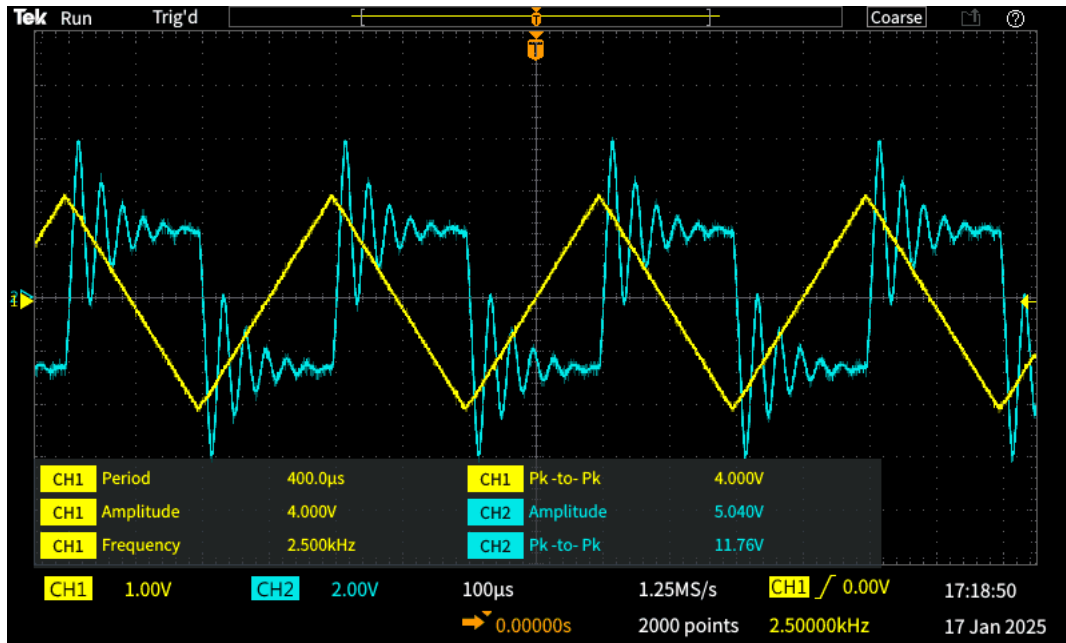 Tek Run Trig'd [ T ] Coarse ?
T
2
1
CH1 Period 400.0µs CH1 Pk -to- Pk 4.000V
CH1 Amplitude 4.000V CH2 Amplitude 5.040V
CH1 Frequency 2.500kHz CH2 Pk -to- Pk 11.76V
CH1 1.00V CH2 2.00V 100µs 1.25MS/s CH1 0.00V 17:18:50
0.00000s 2000 points 2.50000kHz 17 Jan 2025